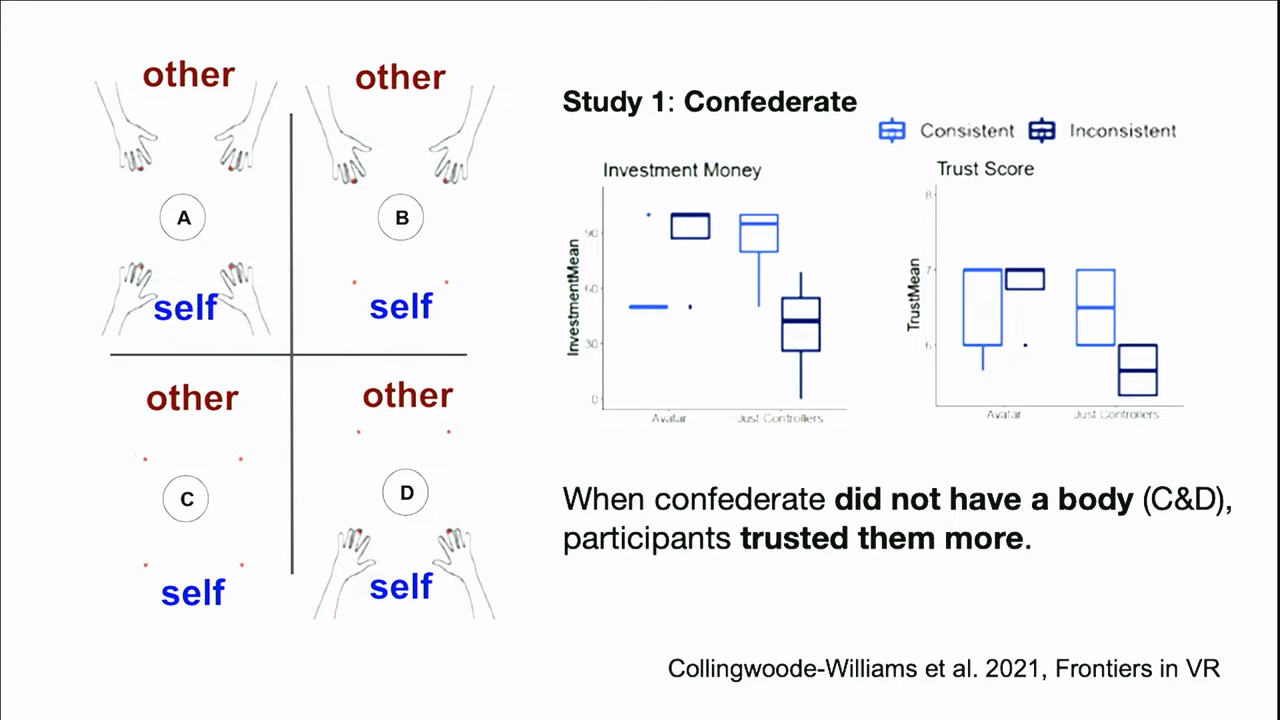 other
other
A
B
self
self
other
other
C
D
self
self
Study 1: Confederate
Consistent
Inconsistent
Investment Money
InvestmentMean
90
60
30
0
Avatar
Just Controllers
Trust Score
TrustMean
8
7
6
Avatar
Just Controllers
When confederate did not have a body (C&D),
participants trusted them more.
Collingwoode-Williams et al. 2021, Frontiers in VR